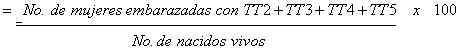 = No. de mujeres embarazadas con TT2+TT3+TT4+TT5 x 100
No. de nacidos vivos